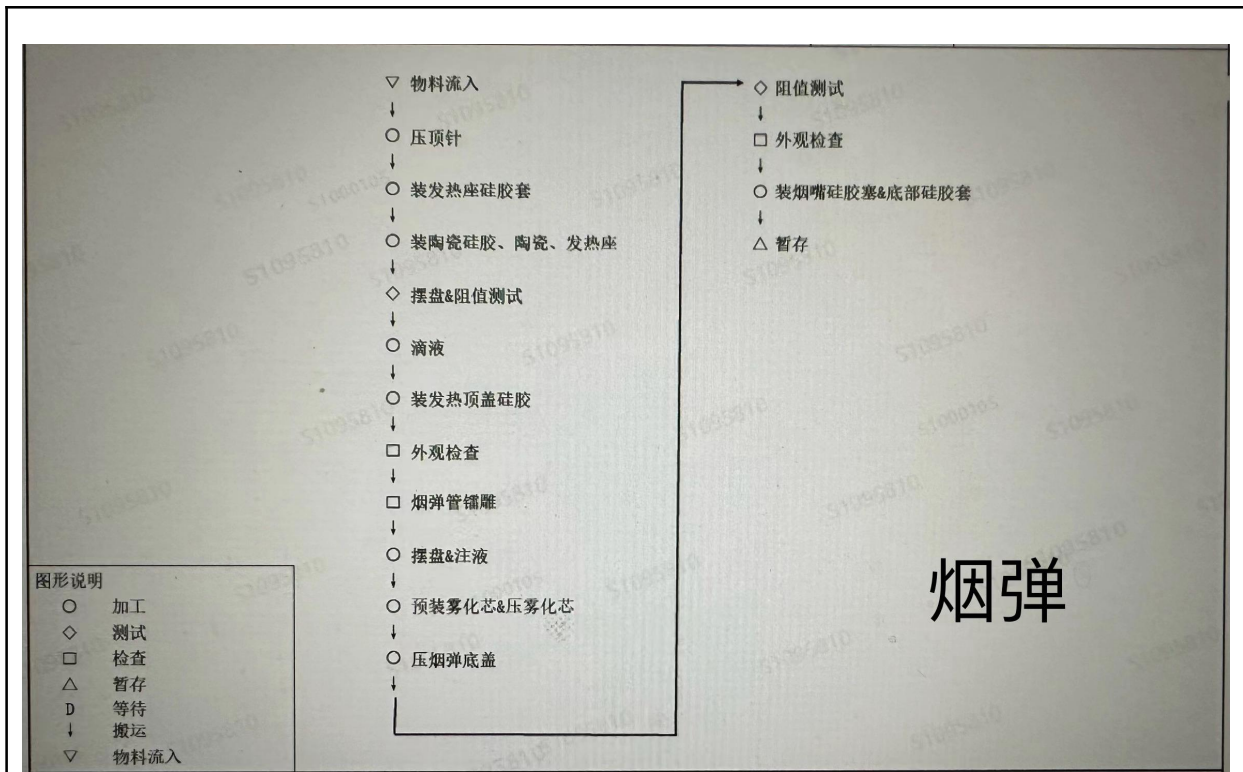 ▽ 物料流入
↓
○ 压顶针
↓
○ 装发热座硅胶套
↓
○ 装陶瓷硅胶、陶瓷、发热座
↓
◇ 摆盘&阻值测试
↓
○ 滴液
↓
○ 装发热顶盖硅胶
↓
□ 外观检查
↓
□ 烟弹管镭雕
↓
○ 摆盘&注液
↓
○ 预装雾化芯&压雾化芯
↓
○ 压烟弹底盖
↓
◇ 阻值测试
↓
□ 外观检查
↓
○ 装烟嘴硅胶塞&底部硅胶套
↓
△ 暂存
烟弹
图形说明
○ 加工
◇ 测试
□ 检查
△ 暂存
D 等待
↓ 搬运
▽ 物料流入